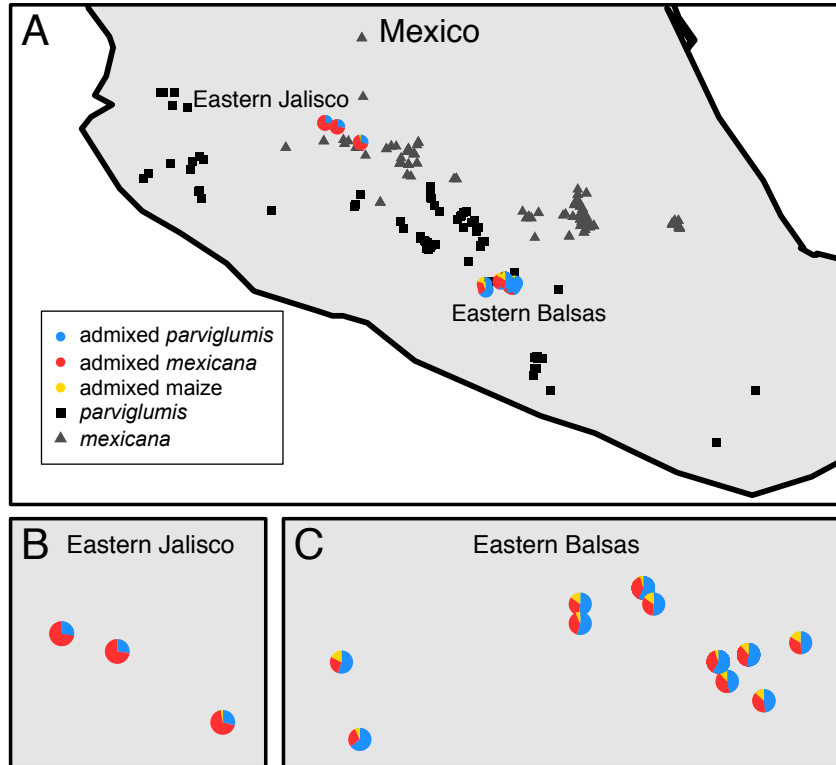 A
Mexico
Eastern Jalisco
Eastern Balsas
admixed parviglumis
admixed mexicana
admixed maize
parviglumis
mexicana
B
Eastern Jalisco
C
Eastern Balsas